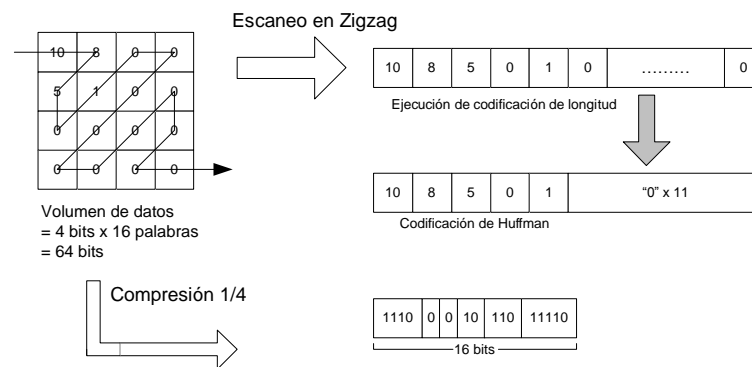 Escaneo en Zigzag
10 8 0 0
5 1 0 0
0 0 0 0
0 0 0 0
10 8 5 0 1 0 ......... 0
Ejecución de codificación de longitud
10 8 5 0 1 "0" x 11
Codificación de Huffman
Volumen de datos
= 4 bits x 16 palabras
= 64 bits
Compresión 1/4
1110 0 0 10 110 11110
16 bits